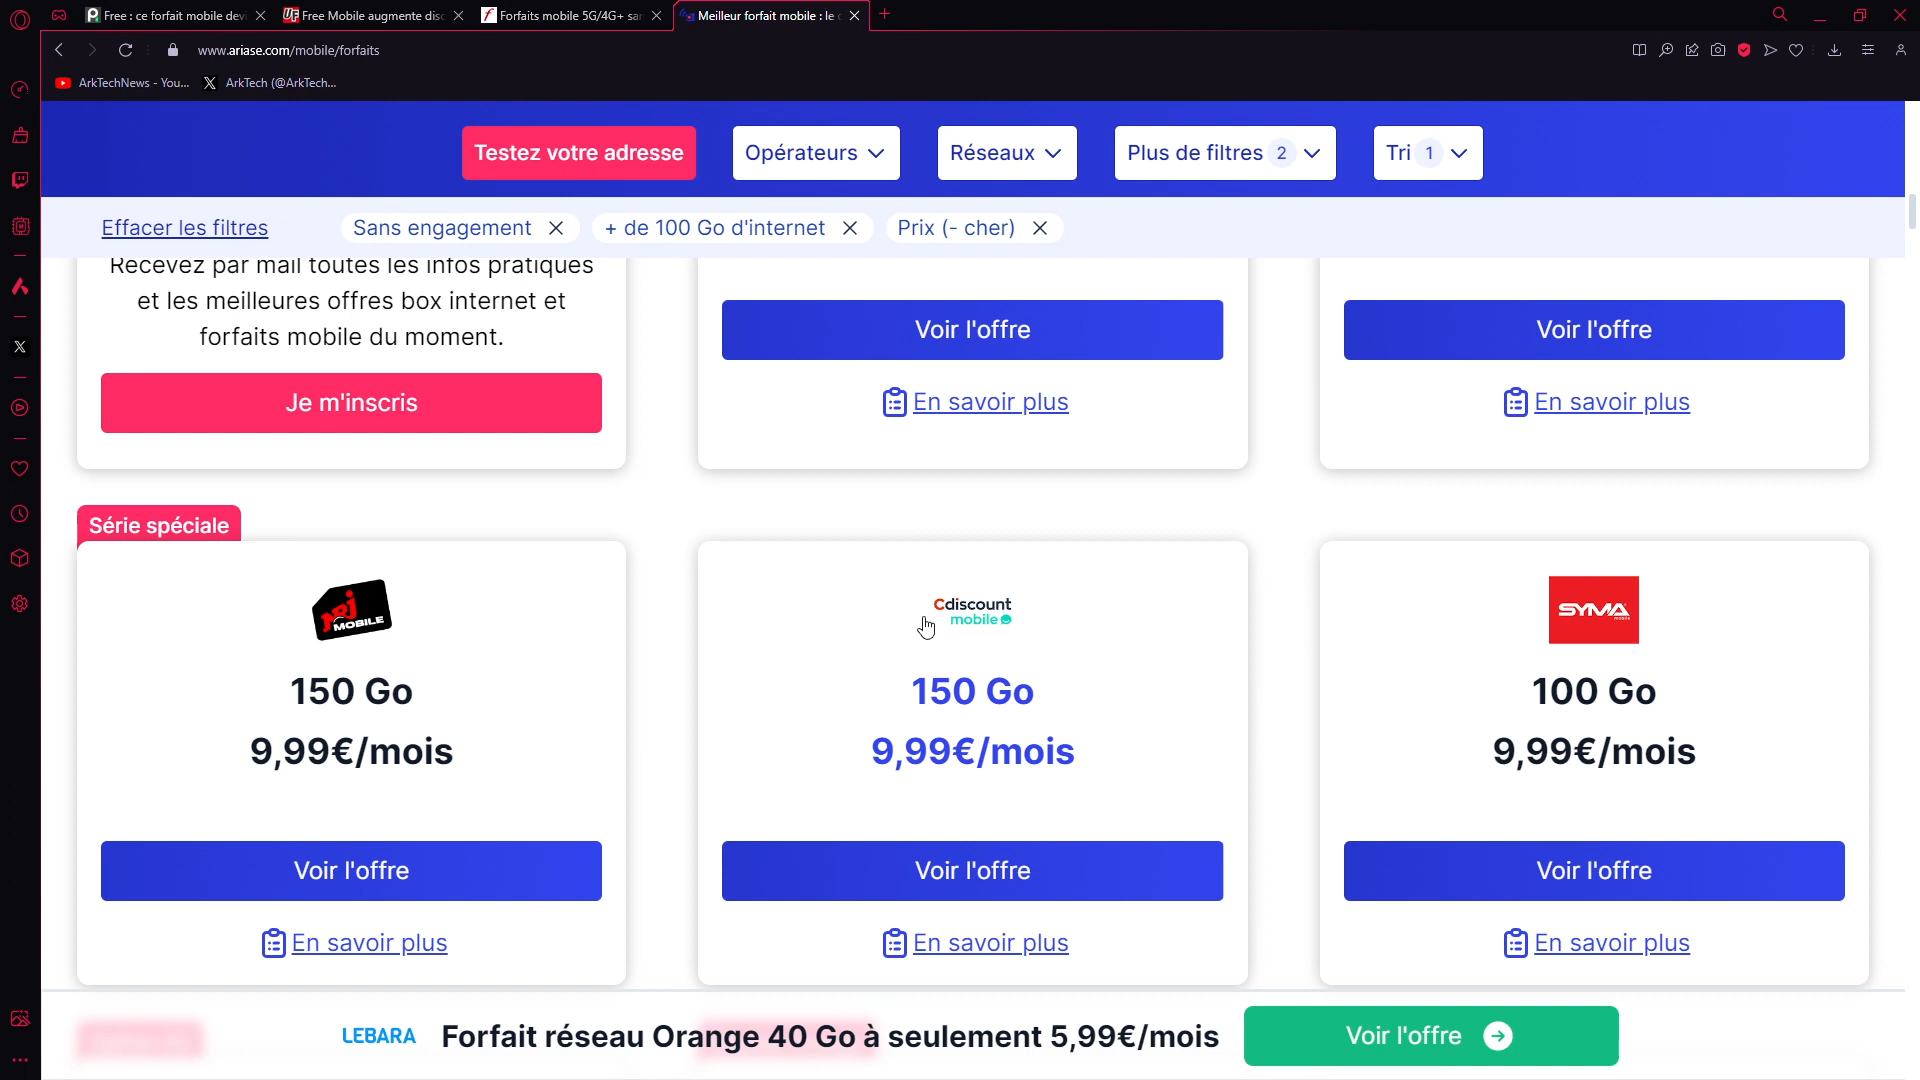 Free : ce forfait mobile devi
Free Mobile augmente disc
Forfaits mobile 5G/4G+ sar
Meilleur forfait mobile : le c
www.ariase.com/mobile/forfaits
ArkTechNews - You...
ArkTech (@ArkTech...
Testez votre adresse
Opérateurs
Réseaux
Plus de filtres 2
Tri 1
Effacer les filtres
Sans engagement
+ de 100 Go d'internet
Prix (- cher)
Recevez par mail toutes les infos pratiques
et les meilleures offres box internet et
forfaits mobile du moment.
Je m'inscris
Voir l'offre
En savoir plus
Voir l'offre
En savoir plus
Série spéciale
NRJ
MOBILE
150 Go
9,99€/mois
Voir l'offre
En savoir plus
Cdiscount
mobile
150 Go
9,99€/mois
Voir l'offre
En savoir plus
SYMA
mobile
100 Go
9,99€/mois
Voir l'offre
En savoir plus
LEBARA
Forfait réseau Orange 40 Go à seulement 5,99€/mois
Voir l'offre